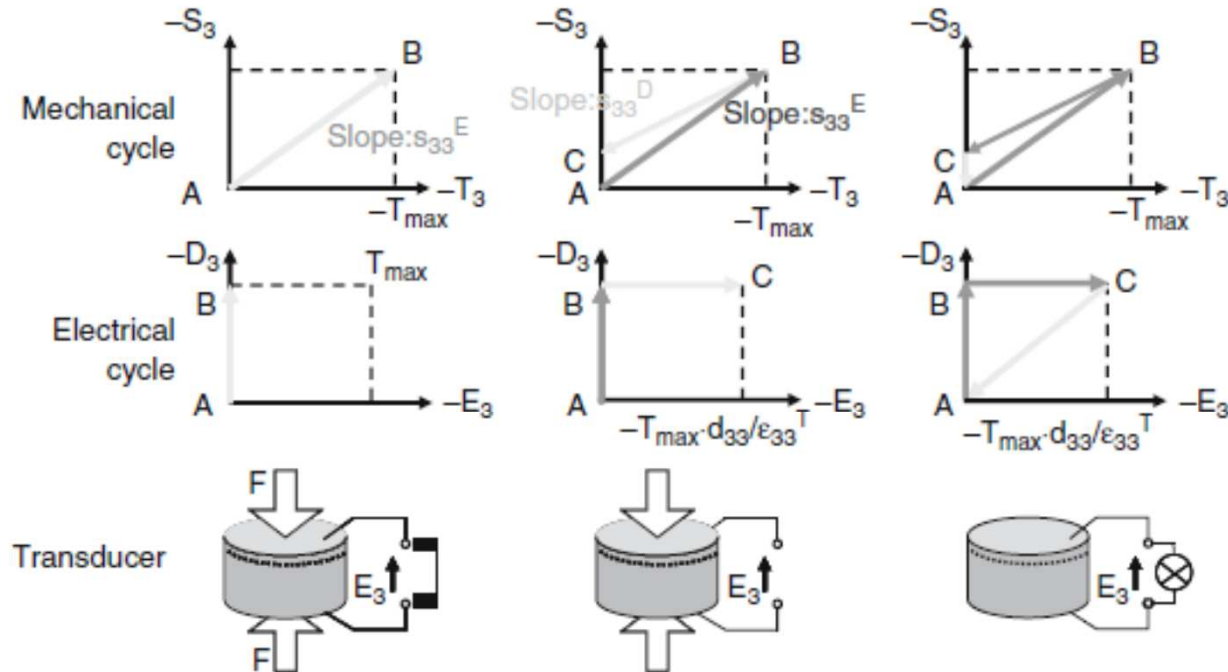 –S₃
B
Mechanical
cycle
Slope:s₃₃ᴱ
A
–T₃
–Tₘₐₓ
–S₃
B
Slope:s₃₃ᴰ
Slope:s₃₃ᴱ
C
A
–T₃
–Tₘₐₓ
–S₃
B
C
A
–T₃
–Tₘₐₓ
–D₃
Tₘₐₓ
B
Electrical
cycle
A
–E₃
–D₃
B
C
A
–E₃
–Tₘₐₓ·d₃₃/ε₃₃ᵀ
–D₃
B
C
A
–E₃
–Tₘₐₓ·d₃₃/ε₃₃ᵀ
Transducer
F
E₃
F
E₃
E₃